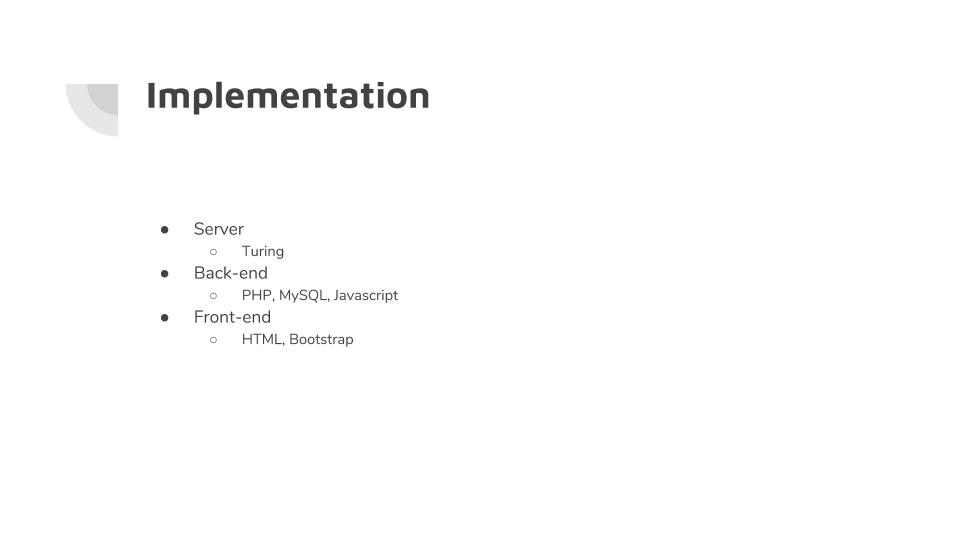 Implementation
● Server
○ Turing
● Back-end
○ PHP, MySQL, Javascript
● Front-end
○ HTML, Bootstrap